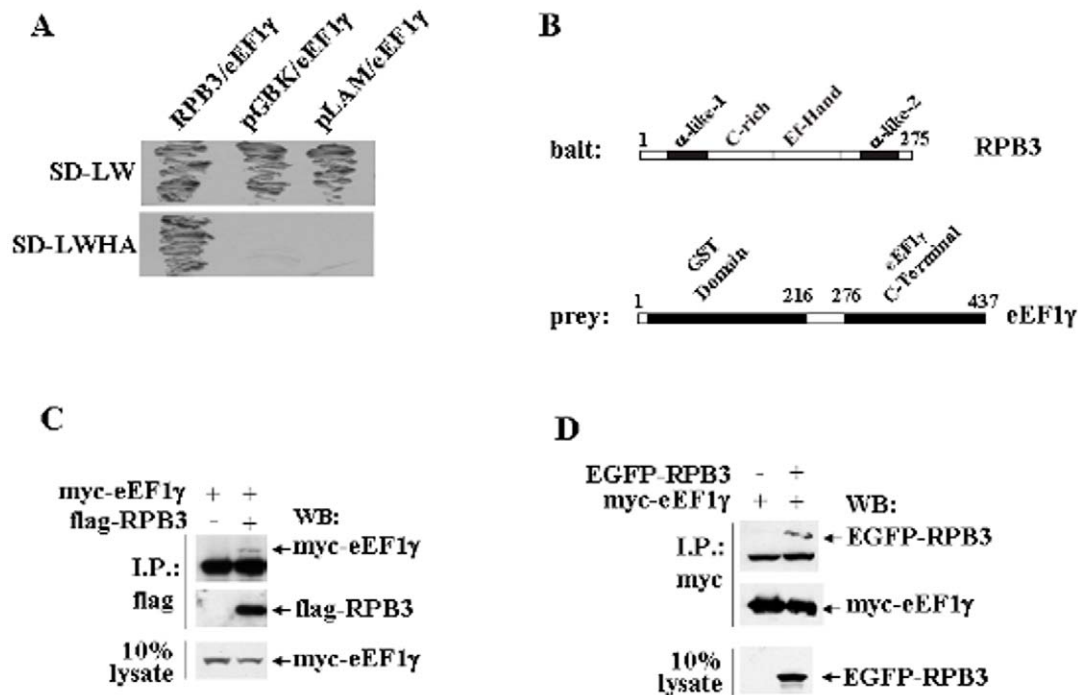 A
RPB3/eEF1γ
pGBK/eEF1γ
pLAM/eEF1γ
SD-LW
SD-LWHA
B
α-like-1
C-rich
Ef-Hand
α-like-2
1
275
bait:
RPB3
GST
Domain
eEF1γ
C-Terminal
1
216
276
437
prey:
eEF1γ
C
myc-eEF1γ + +
flag-RPB3 - +
WB:
I.P.:
flag
myc-eEF1γ
flag-RPB3
10%
lysate
myc-eEF1γ
D
EGFP-RPB3 - +
myc-eEF1γ + +
WB:
I.P.:
myc
EGFP-RPB3
myc-eEF1γ
10%
lysate
EGFP-RPB3